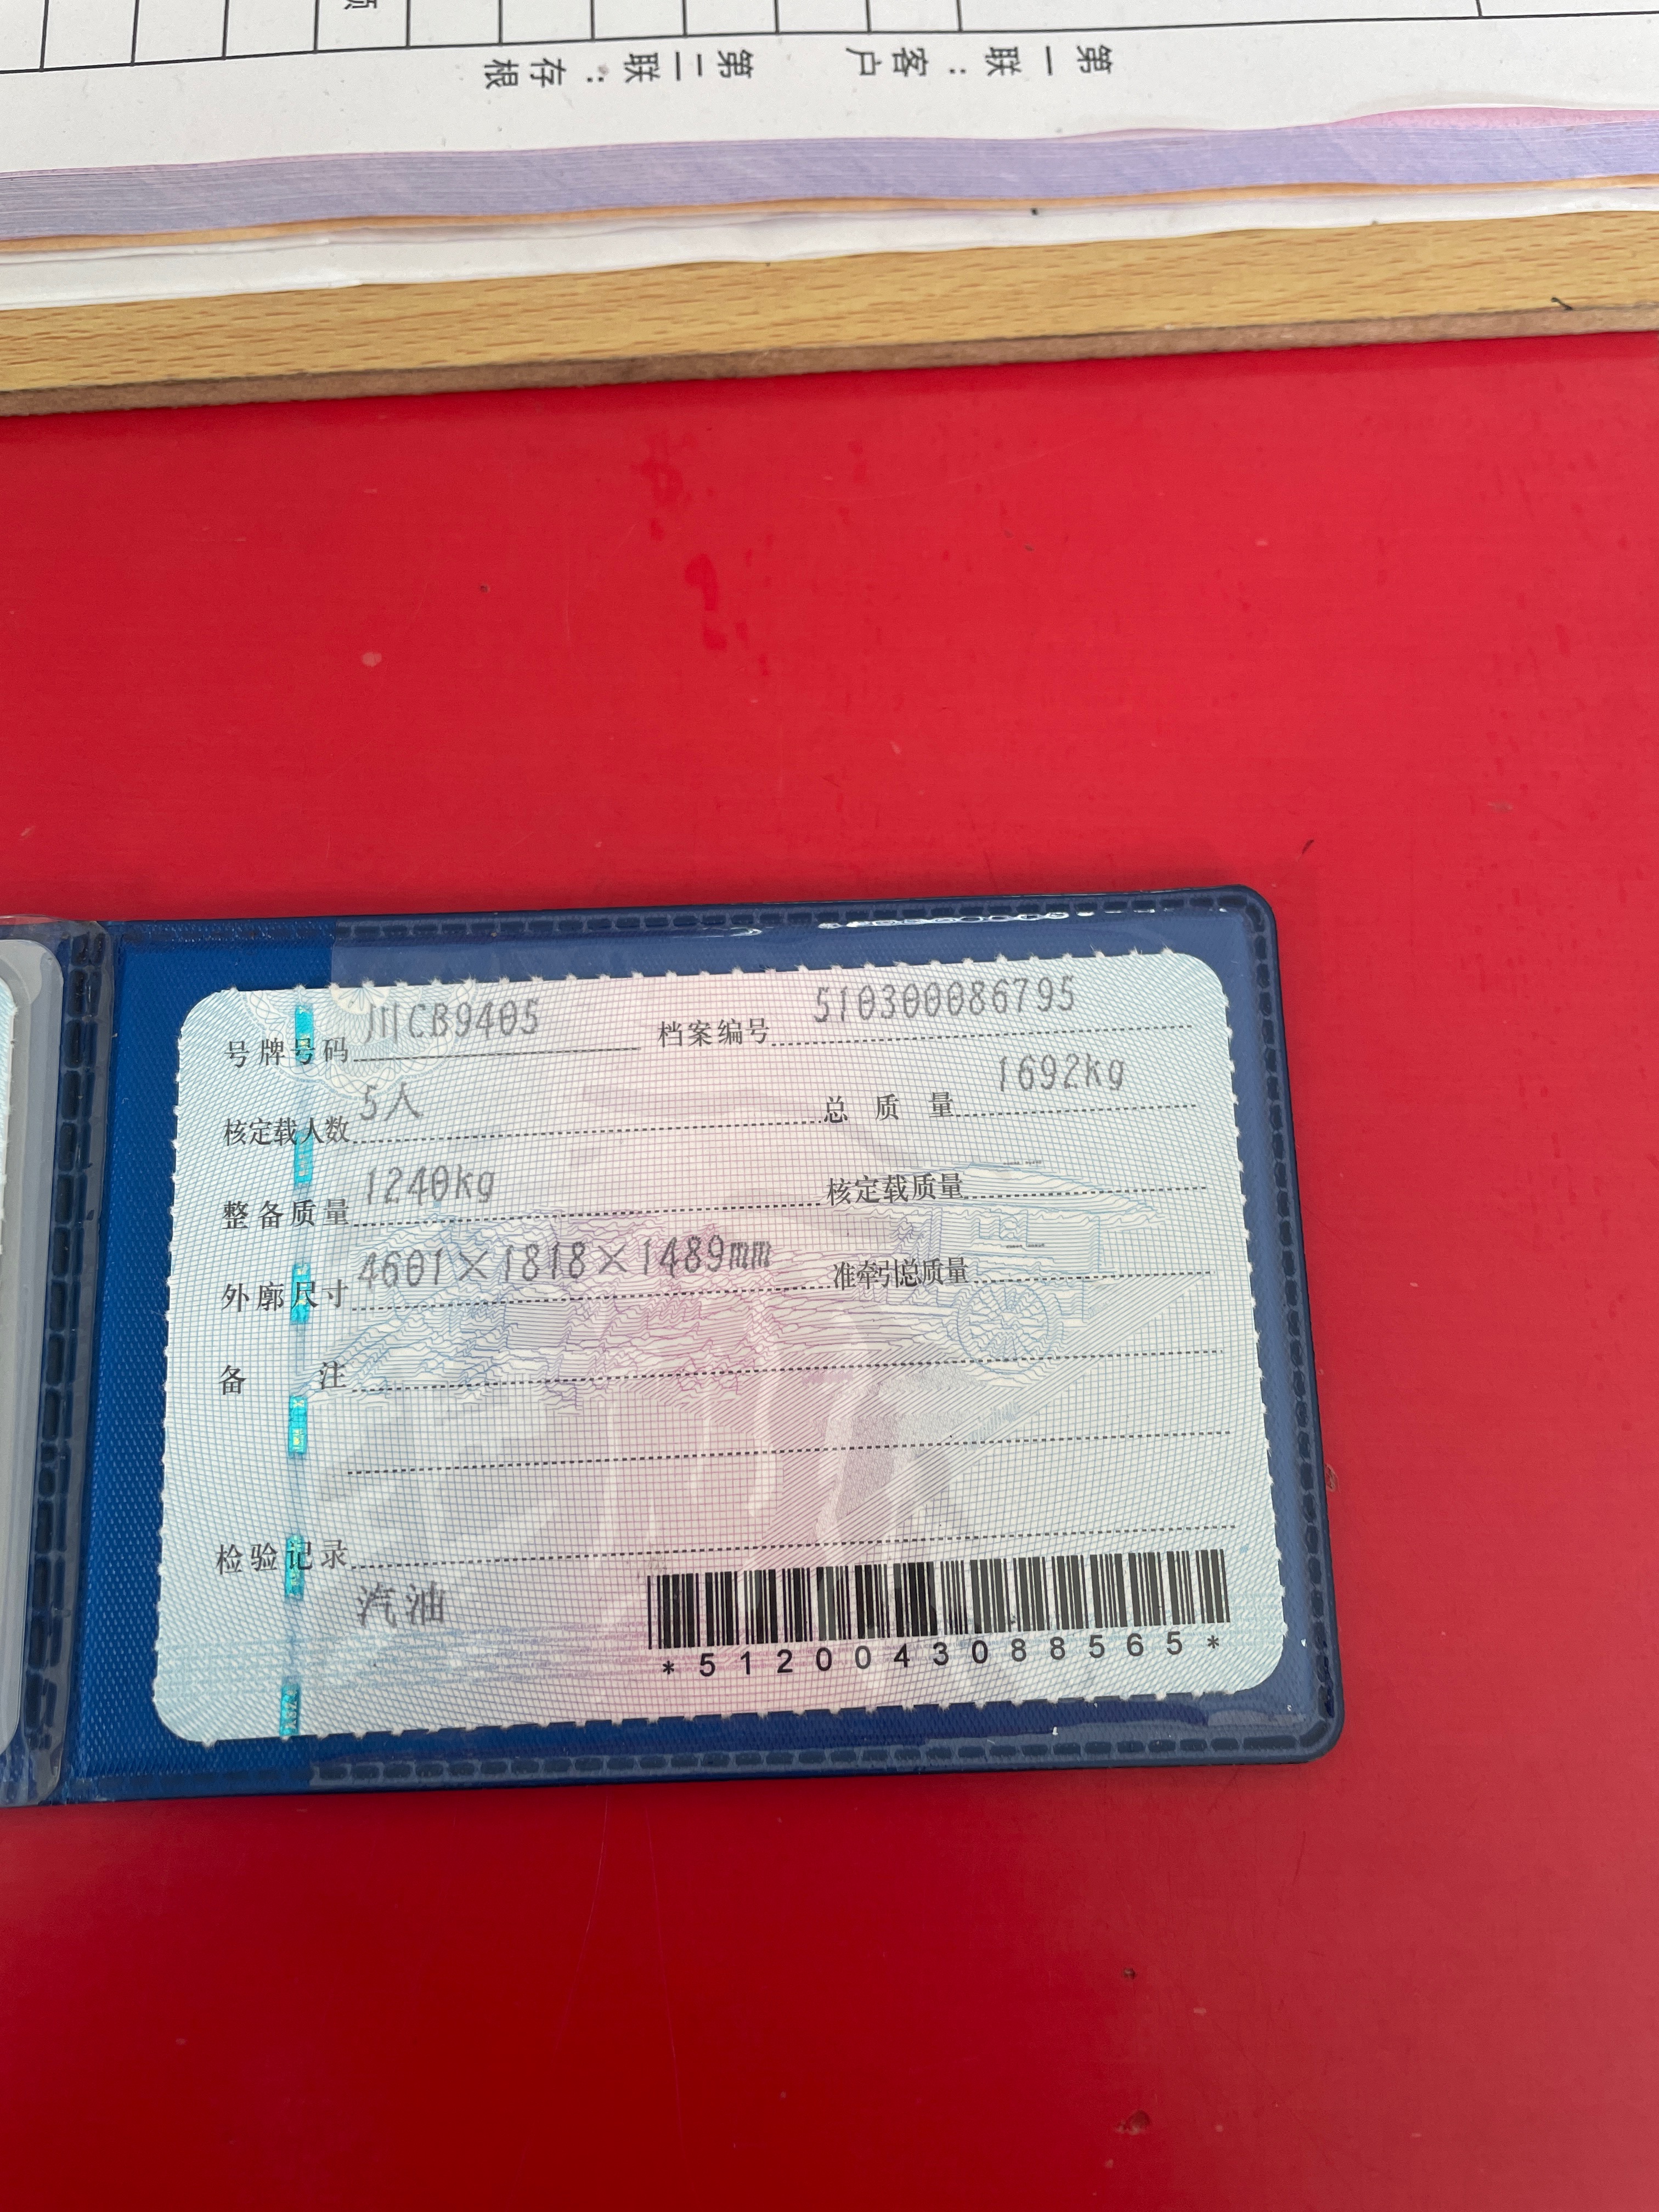 第一联：客户 第二联：存根
号牌号码 川CB9405 档案编号 510300086795
核定载人数 5人 总质量 1692kg
整备质量 1240kg 核定载质量
外廓尺寸 4601×1818×1489mm 准牵引总质量
备注
检验记录
汽油
*5120043088565*